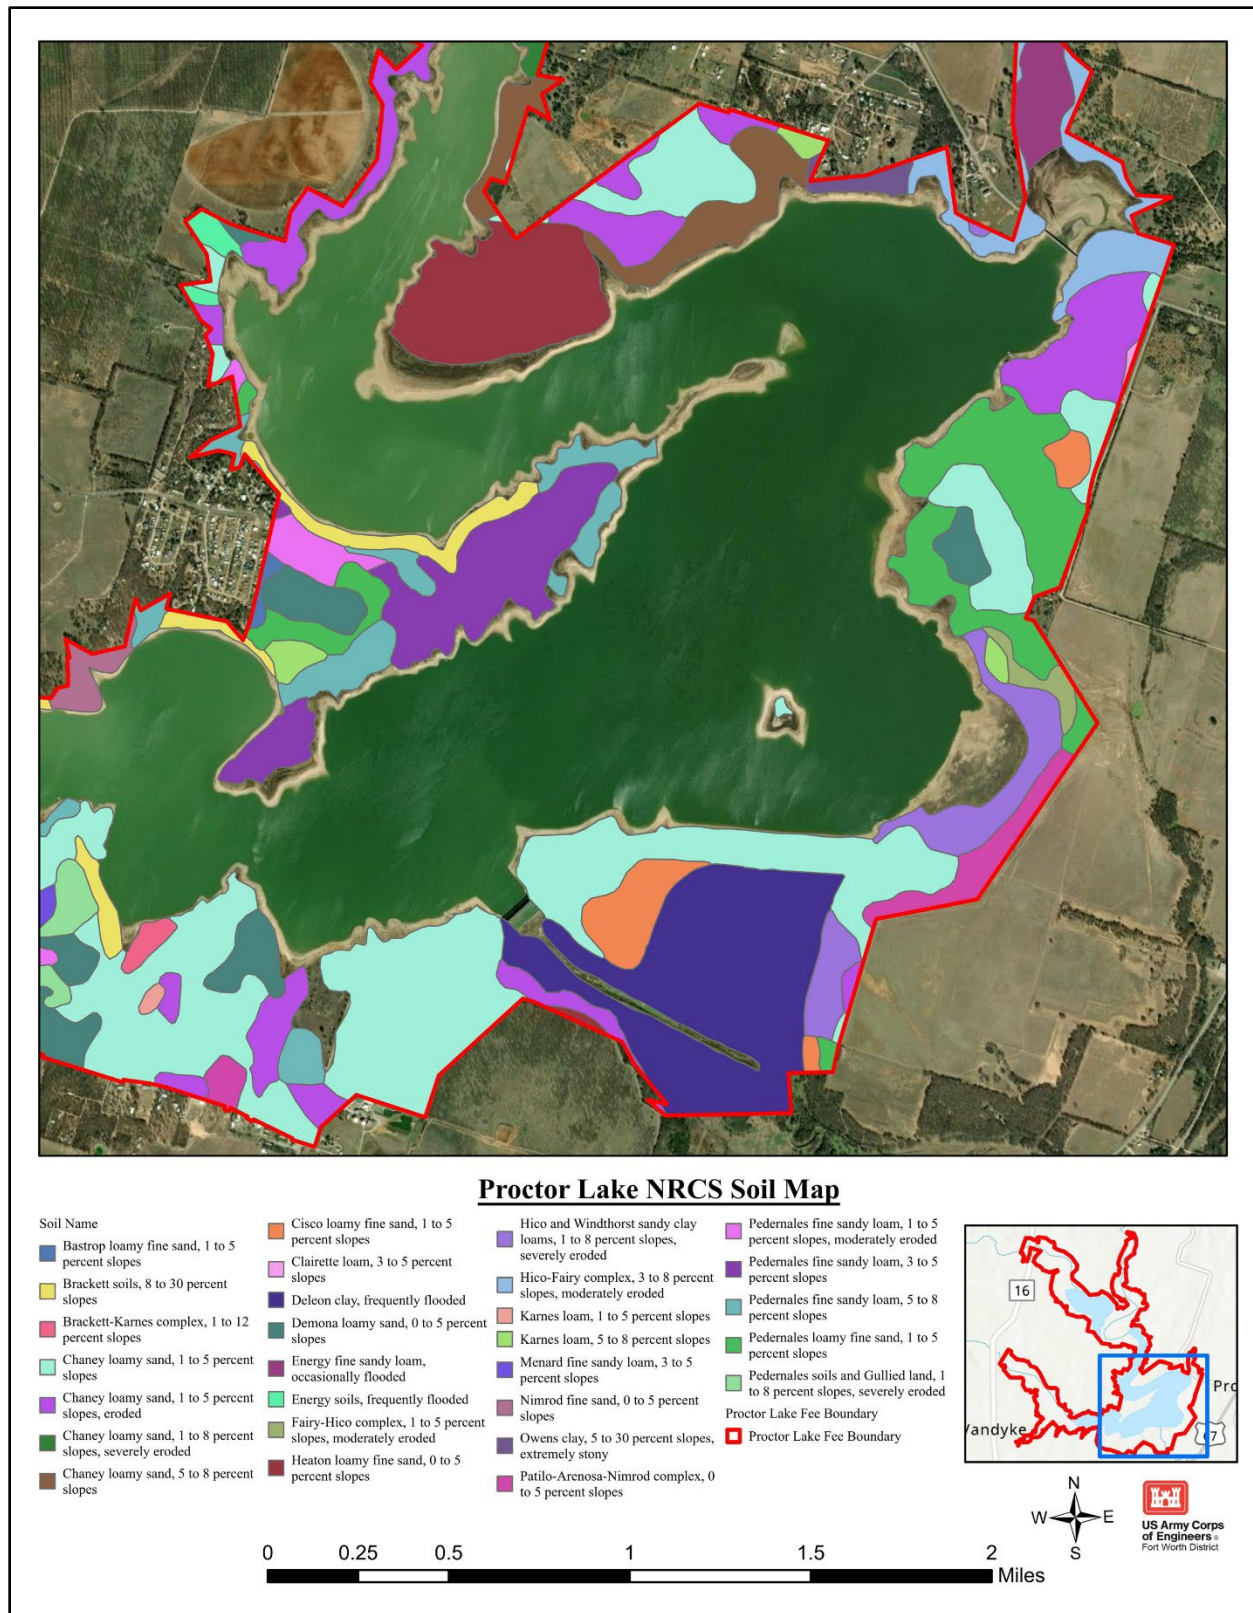 Proctor Lake NRCS Soil Map
Soil Name
Bastrop loamy fine sand, 1 to 5
percent slopes
Brackett soils, 8 to 30 percent
slopes
Brackett-Karnes complex, 1 to 12
percent slopes
Chaney loamy sand, 1 to 5 percent
slopes
Chaney loamy sand, 1 to 5 percent
slopes, eroded
Chaney loamy sand, 1 to 8 percent
slopes, severely eroded
Chaney loamy sand, 5 to 8 percent
slopes
Cisco loamy fine sand, 1 to 5
percent slopes
Clairette loam, 3 to 5 percent
slopes
Deleon clay, frequently flooded
Demona loamy sand, 0 to 5 percent
slopes
Energy fine sandy loam,
occasionally flooded
Energy soils, frequently flooded
Fairy-Hico complex, 1 to 5 percent
slopes, moderately eroded
Heaton loamy fine sand, 0 to 5
percent slopes
Hico and Windthorst sandy clay
loams, 1 to 8 percent slopes,
severely eroded
Hico-Fairy complex, 3 to 8 percent
slopes, moderately eroded
Karnes loam, 1 to 5 percent slopes
Karnes loam, 5 to 8 percent slopes
Menard fine sandy loam, 3 to 5
percent slopes
Nimrod fine sand, 0 to 5 percent
slopes
Owens clay, 5 to 30 percent slopes,
extremely stony
Patilo-Arenosa-Nimrod complex, 0
to 5 percent slopes
Pedernales fine sandy loam, 1 to 5
percent slopes, moderately eroded
Pedernales fine sandy loam, 3 to 5
percent slopes
Pedernales fine sandy loam, 5 to 8
percent slopes
Pedernales loamy fine sand, 1 to 5
percent slopes
Pedernales soils and Gullied land, 1
to 8 percent slopes, severely eroded
Proctor Lake Fee Boundary
Proctor Lake Fee Boundary
16
Pro
Vandyke
67
N
W
E
S
US Army Corps
of Engineers ®
Fort Worth District
0
0.25
0.5
1
1.5
2
Miles